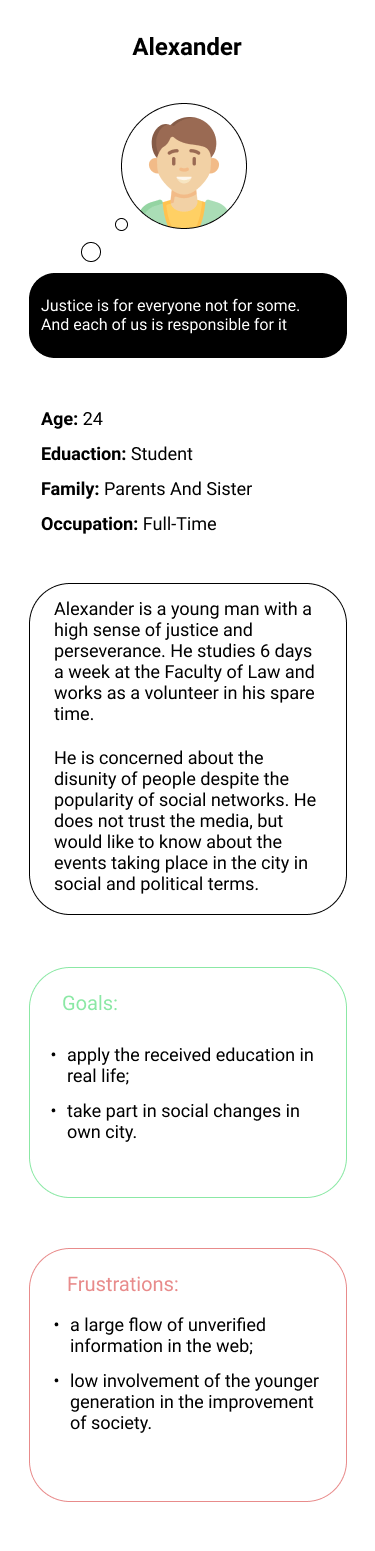 Alexander
Justice is for everyone not for some.
And each of us is responsible for it
Age: 24
Eduaction: Student
Family: Parents And Sister
Occupation: Full-Time
Alexander is a young man with a
high sense of justice and
perseverance. He studies 6 days
a week at the Faculty of Law and
works as a volunteer in his spare
time.
He is concerned about the
disunity of people despite the
popularity of social networks. He
does not trust the media, but
would like to know about the
events taking place in the city in
social and political terms.
Goals:
• apply the received education in
real life;
• take part in social changes in
own city.
Frustrations:
• a large flow of unverified
information in the web;
• low involvement of the younger
generation in the improvement
of society.